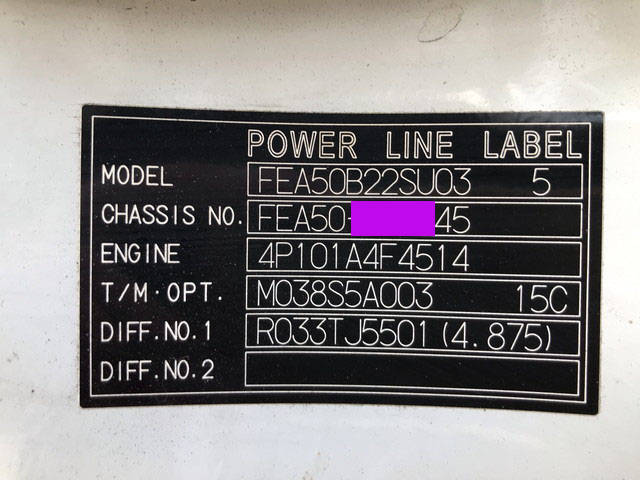 POWER LINE LABEL
MODEL FEA50B22SU03 5
CHASSIS NO. FEA50- 45
ENGINE 4P101A4F4514
T/M·OPT. M038S5A003 15C
DIFF.NO.1 R033TJ5501 (4.875)
DIFF.NO.2